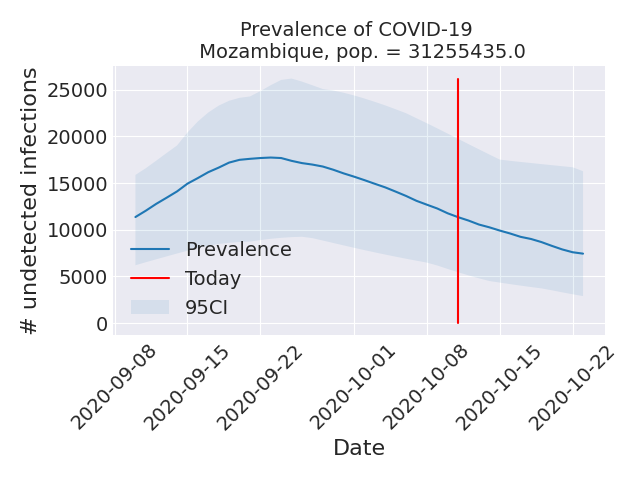 Prevalence of COVID-19
Mozambique, pop. = 31255435.0
# undetected infections
25000
20000
15000
10000
5000
0
Prevalence
Today
95CI
2020-09-08
2020-09-15
2020-09-22
2020-10-01
2020-10-08
2020-10-15
2020-10-22
Date